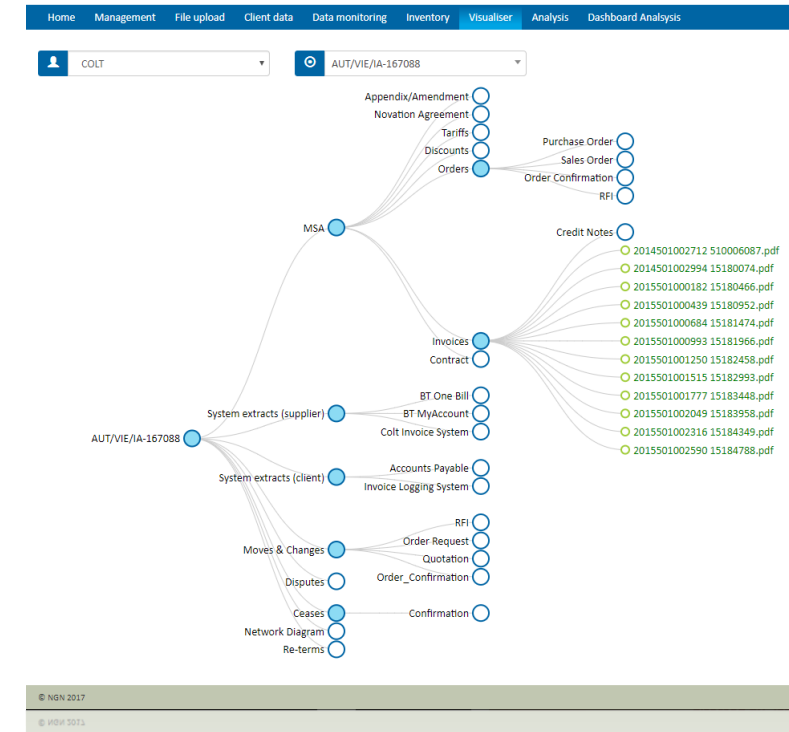 Home Management File upload Client data Data monitoring Inventory Visualiser Analysis Dashboard Analsysis
COLT
AUT/VIE/IA-167088
Appendix/Amendment
Novation Agreement
Tariffs
Discounts
Orders
Purchase Order
Sales Order
Order Confirmation
RFI
MSA
Credit Notes
2014501002712 510006087.pdf
2014501002994 15180074.pdf
2015501000182 15180466.pdf
2015501000439 15180952.pdf
2015501000684 15181474.pdf
2015501000993 15181966.pdf
2015501001250 15182458.pdf
2015501001515 15182993.pdf
2015501001777 15183448.pdf
2015501002049 15183958.pdf
2015501002316 15184349.pdf
2015501002590 15184788.pdf
Invoices
Contract
AUT/VIE/IA-167088
System extracts (supplier)
BT One Bill
BT MyAccount
Colt Invoice System
System extracts (client)
Accounts Payable
Invoice Logging System
Moves & Changes
RFI
Order Request
Quotation
Order_Confirmation
Disputes
Ceases
Confirmation
Network Diagram
Re-terms
© NGN 2017
© NGN 2017